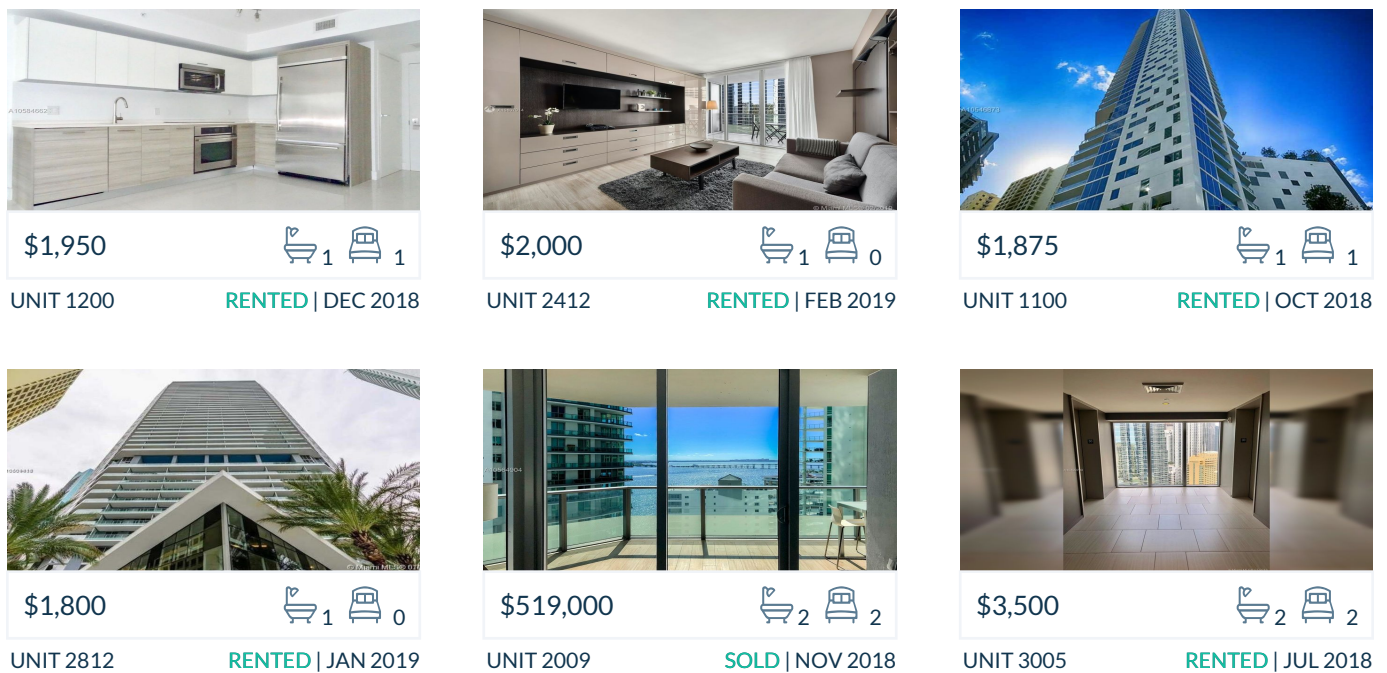 $1,950 1 1
UNIT 1200 RENTED | DEC 2018
$2,000 1 0
UNIT 2412 RENTED | FEB 2019
$1,875 1 1
UNIT 1100 RENTED | OCT 2018
$1,800 1 0
UNIT 2812 RENTED | JAN 2019
$519,000 2 2
UNIT 2009 SOLD | NOV 2018
$3,500 2 2
UNIT 3005 RENTED | JUL 2018